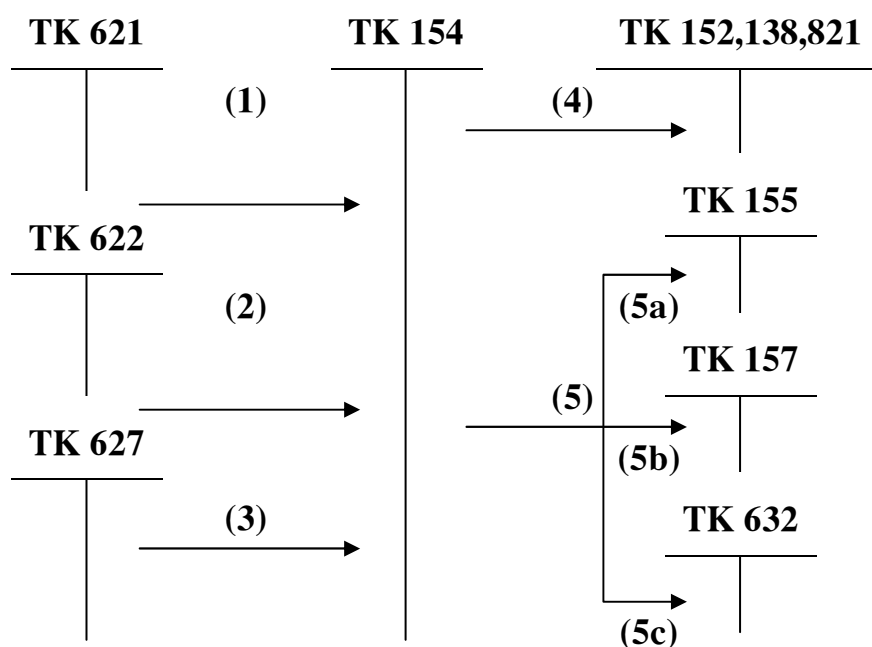 TK 621
TK 154
TK 152,138,821
(1)
(4)
TK 155
TK 622
(2)
(5a)
TK 157
(5)
TK 627
(5b)
(3)
TK 632
(5c)